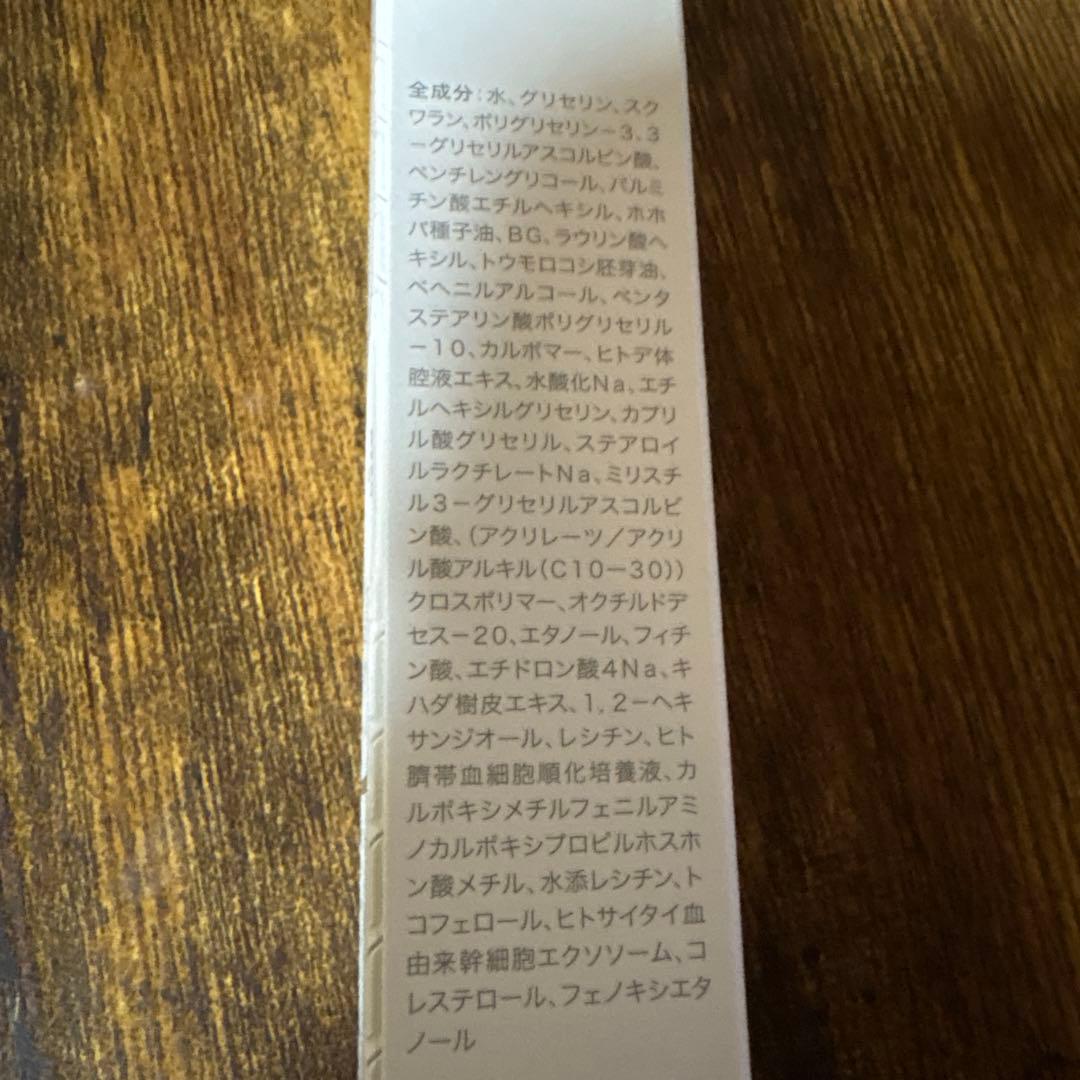 全成分:水、グリセリン、スク
ワラン、ポリグリセリン－3、3
－グリセリルアスコルビン酸、
ペンチレングリコール、パルミ
チン酸エチルヘキシル、ホホ
バ種子油、BG、ラウリン酸ヘ
キシル、トウモロコシ胚芽油、
ベヘニルアルコール、ペンタ
ステアリン酸ポリグリセリル
－10、カルボマー、ヒトデ体
腔液エキス、水酸化Na、エチ
ルヘキシルグリセリン、カプリ
ル酸グリセリル、ステアロイ
ルラクチレートNa、ミリスチ
ル3－グリセリルアスコルビ
ン酸、(アクリレーツ／アクリ
ル酸アルキル(C10－30))
クロスポリマー、オクチルドデ
セス－20、エタノール、フィチ
ン酸、エチドロン酸4Na、キ
ハダ樹皮エキス、1,2－ヘキ
サンジオール、レシチン、ヒト
臍帯血細胞順化培養液、カ
ルボキシメチルフェニルアミ
ノカルボキシプロピルホスホ
ン酸メチル、水添レシチン、ト
コフェロール、ヒトサイタイ血
由来幹細胞エクソソーム、コ
レステロール、フェノキシエタ
ノール